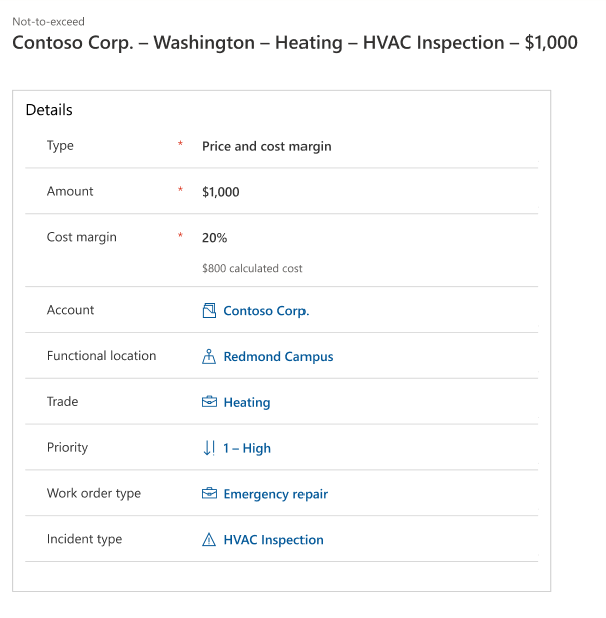 Not-to-exceed
Contoso Corp. – Washington – Heating – HVAC Inspection – $1,000
Details
Type * Price and cost margin
Amount * $1,000
Cost margin * 20%
$800 calculated cost
Account Contoso Corp.
Functional location Redmond Campus
Trade Heating
Priority 1 – High
Work order type Emergency repair
Incident type HVAC Inspection